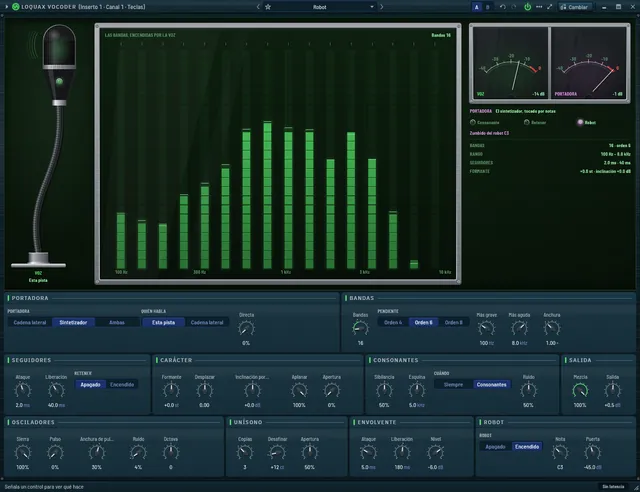 LOQUAX VOCODER (Inserto 1 · Canal 1 · Teclas)
Robot
A B
Cambiar
LAS BANDAS, ENCENDIDAS POR LA VOZ
Bandas 16
100 Hz 300 Hz 1 kHz 3 kHz 10 kHz
VOZ
Esta pista
VOZ -14 dB
PORTADORA -1 dB
PORTADORA El sintetizador, tocado por notas
Consonante Retener Robot
Zumbido del robot C3
BANDAS 16 · orden 6
RANGO 100 Hz - 8.0 kHz
SEGUIDORES 2.0 ms · 40 ms
FORMANTE +0.0 st · inclinación +0.0 dB
PORTADORA
PORTADORA
Cadena lateral Sintetizador Ambas
QUIÉN HABLA
Esta pista Cadena lateral
Directa
0%
BANDAS
Bandas
16
PENDIENTE
Orden 4 Orden 6 Orden 8
Más grave
100 Hz
Más aguda
8.0 kHz
Anchura
1.00×
SEGUIDORES
Ataque
2.0 ms
Liberación
40.0 ms
RETENER
Apagado Encendido
CARÁCTER
Formante
+0.0 st
Desplazar
0.00
Inclinación por...
+0.0 dB
Aplanar
100%
Apertura
0%
CONSONANTES
Sibilancia
50%
Esquina
5.0 kHz
CUÁNDO
Siempre Consonantes
Ruido
50%
SALIDA
Mezcla
100%
Salida
+0.5 dB
OSCILADORES
Sierra
100%
Pulso
0%
Anchura de pul...
30%
Ruido
4%
Octava
0
UNÍSONO
Copias
3
Desafinar
+12 cents
Apertura
50%
ENVOLVENTE
Ataque
5.0 ms
Liberación
180 ms
Nivel
-6.0 dB
ROBOT
ROBOT
Apagado Encendido
Nota
C3
Puerta
-45.0 dB
Señala un control para ver qué hace
Sin latencia